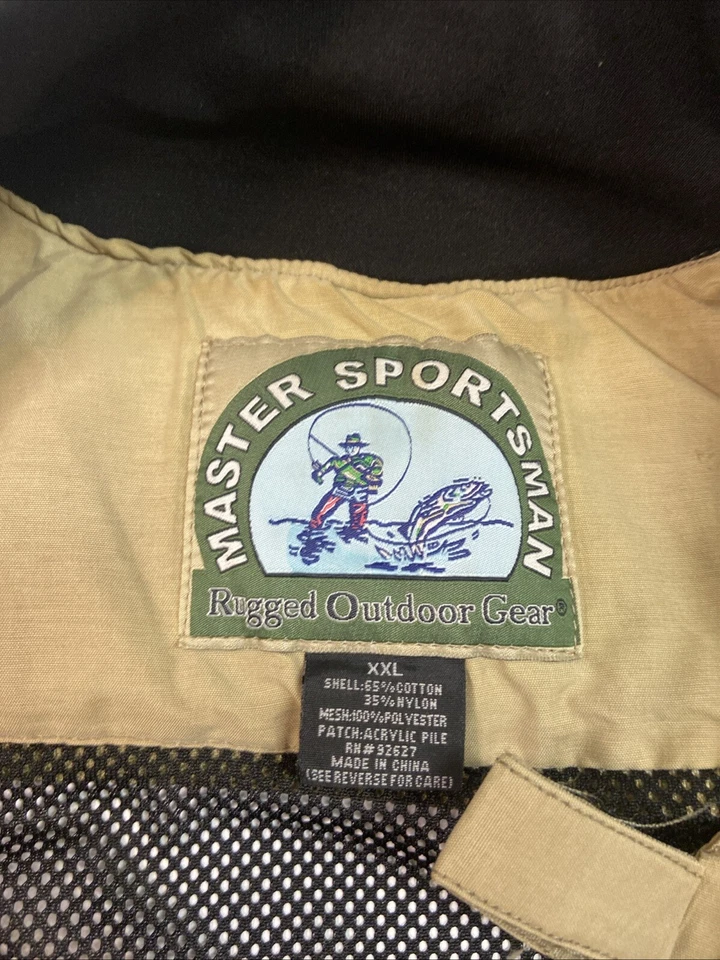 MASTER SPORTSMAN
Rugged Outdoor Gear®
XXL
SHELL:65%COTTON
35%NYLON
MESH:100%POLYESTER
PATCH:ACRYLIC PILE
RN#92627
MADE IN CHINA
(SEE REVERSE FOR CARE)